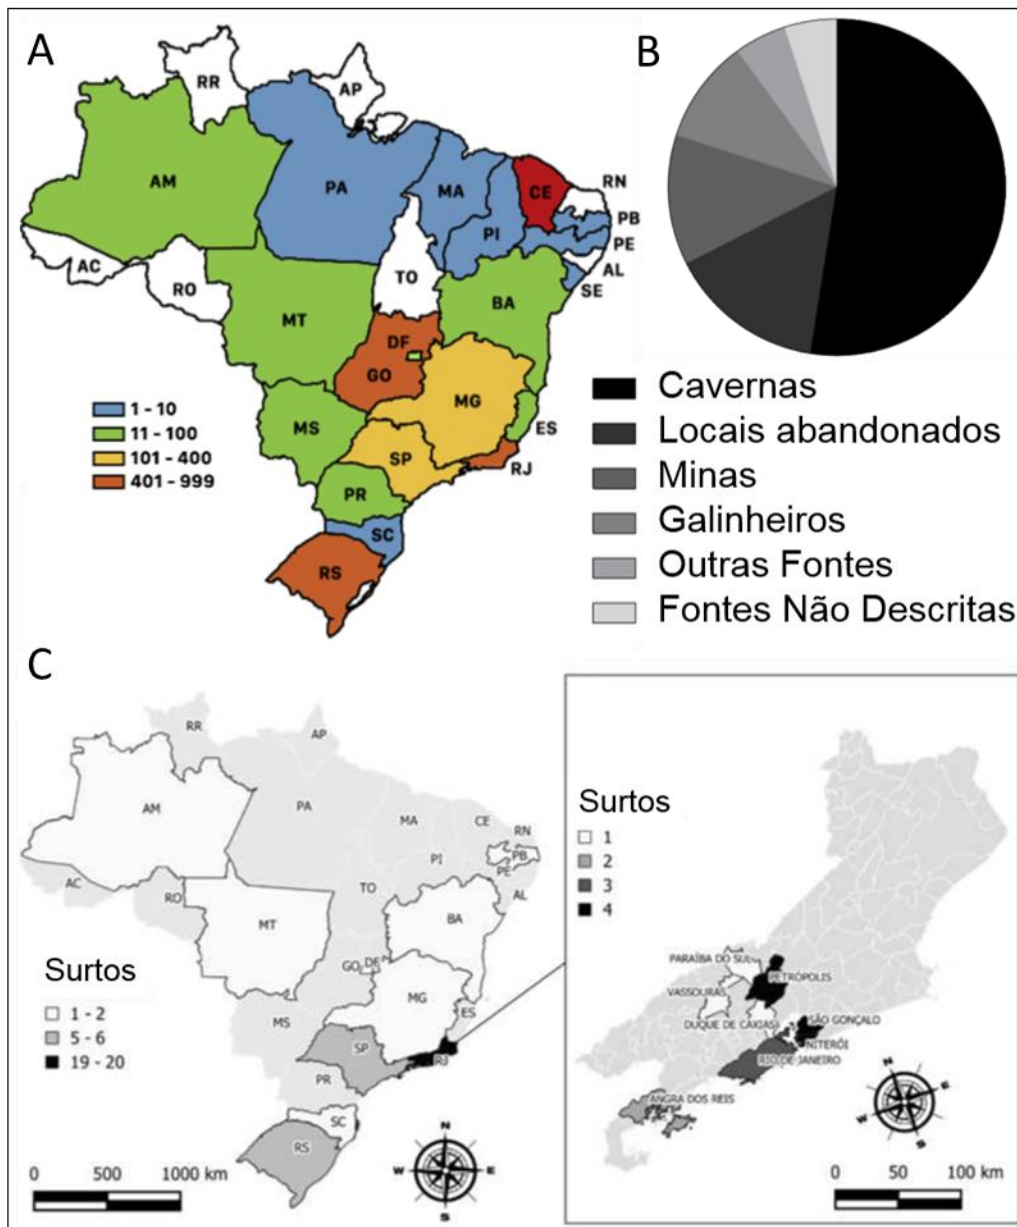 A
B
RR
AP
AM
PA
MA
CE
RN
PI
PB
PE
AC
TO
AL
RO
SE
BA
MT
DF
GO
1 - 10
11 - 100
101 - 400
401 - 999
MG
MS
ES
SP
RJ
PR
SC
RS
Cavernas
Locais abandonados
Minas
Galinheiros
Outras Fontes
Fontes Não Descritas
C
RR
AP
AM
PA
MA
CE
RN
PI
PB
PE
AC
TO
AL
RO
BA
MT
GO
DF
Surtos
1 - 2
5 - 6
19 - 20
MG
MS
ES
SP
RJ
PR
SC
RS
N
W
E
S
0
500
1000 km
Surtos
1
2
3
4
PARAÍBA DO SUL
PETRÓPOLIS
VASSOURAS
DUQUE DE CAXIAS
SÃO GONÇALO
NITERÓI
RIO DE JANEIRO
ANGRA DOS REIS
N
W
E
S
0
50
100 km